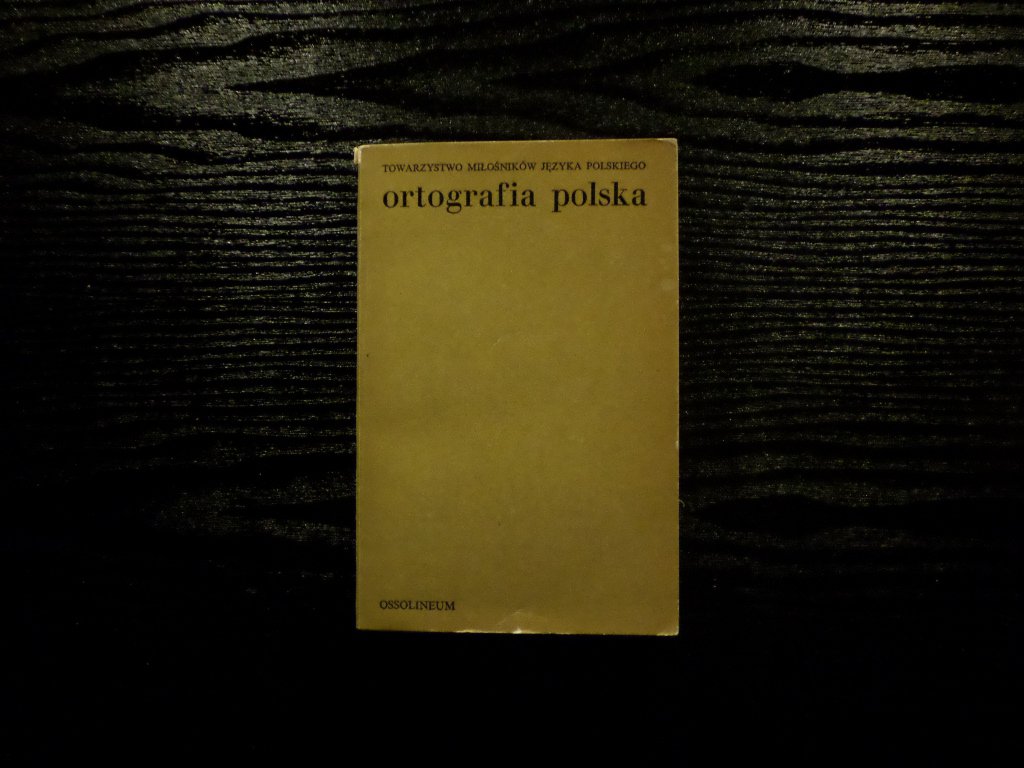 TOWARZYSTWO MIŁOŚNIKÓW JĘZYKA POLSKIEGO
ortografia polska
OSSOLINEUM